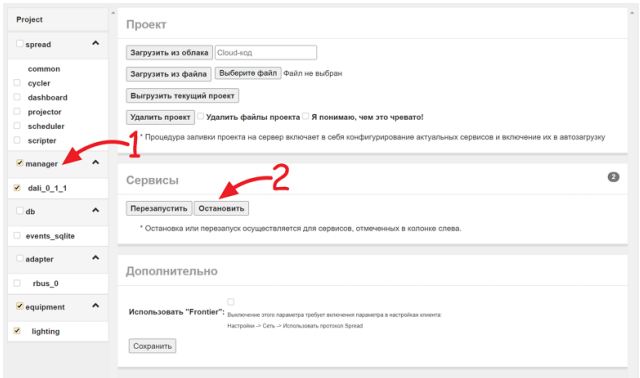 Project
spread
common
cycler
dashboard
projector
scheduler
scripter
manager
dali_0_1_1
db
events_sqlite
adapter
rbus_0
equipment
lighting
Проект
Загрузить из облака Cloud-код
Загрузить из файла Выберите файл Файл не выбран
Выгрузить текущий проект
Удалить проект Удалить файлы проекта Я понимаю, чем это чревато!
* Процедура заливки проекта на сервер включает в себя конфигурирование актуальных сервисов и включение их в автозагрузку
1
Сервисы 2
2
Перезапустить Остановить
* Остановка или перезапуск осуществляется для сервисов, отмеченных в колонке слева.
Дополнительно
Использовать "Frontier":
Выключение этого параметра требует включения параметра в настройках клиента:
Настройки -> Сеть -> Использовать протокол Spread
Сохранить